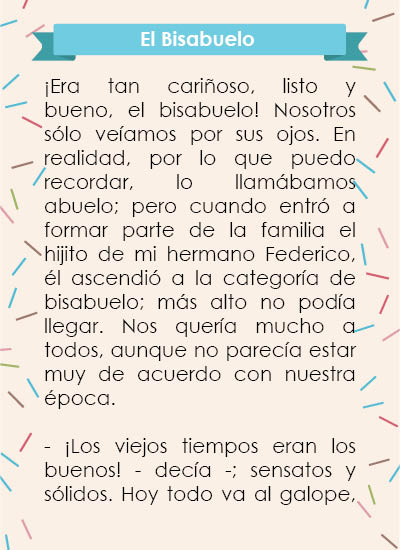 El Bisabuelo
¡Era tan cariñoso, listo y
bueno, el bisabuelo! Nosotros
sólo veíamos por sus ojos. En
realidad, por lo que puedo
recordar, lo llamábamos
abuelo; pero cuando entró a
formar parte de la familia el
hijito de mi hermano Federico,
él ascendió a la categoría de
bisabuelo; más alto no podía
llegar. Nos quería mucho a
todos, aunque no parecía estar
muy de acuerdo con nuestra
época.
- ¡Los viejos tiempos eran los
buenos! - decía -; sensatos y
sólidos. Hoy todo va al galope,